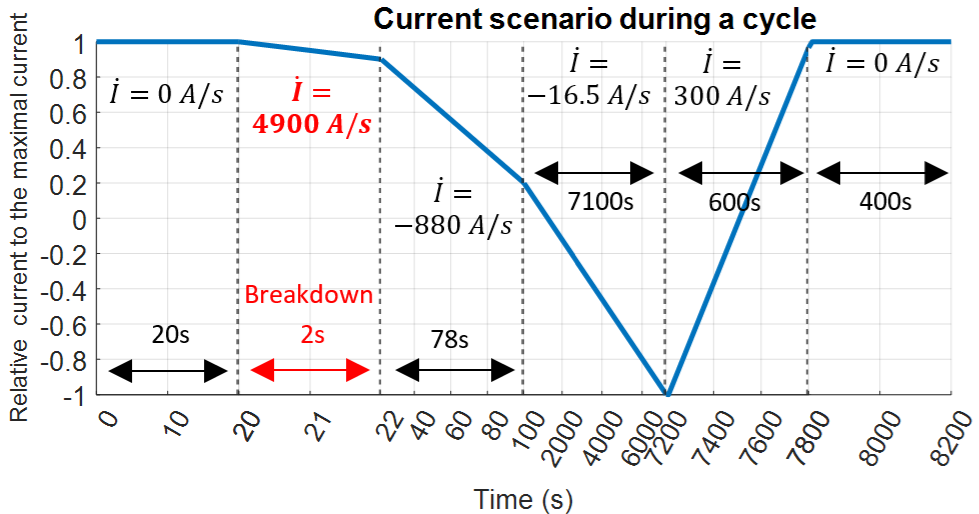 Current scenario during a cycle
Relative current to the maximal current
1
0.8
0.6
0.4
0.2
0
-0.2
-0.4
-0.6
-0.8
-1
İ = 0 A/s
İ =
4900 A/s
İ =
−880 A/s
İ =
−16.5 A/s
İ =
300 A/s
İ = 0 A/s
20s
Breakdown
2s
78s
7100s
600s
400s
0
10
20
21
22
40
60
80
100
2000
4000
6000
7200
7400
7600
7800
8000
8200
Time (s)